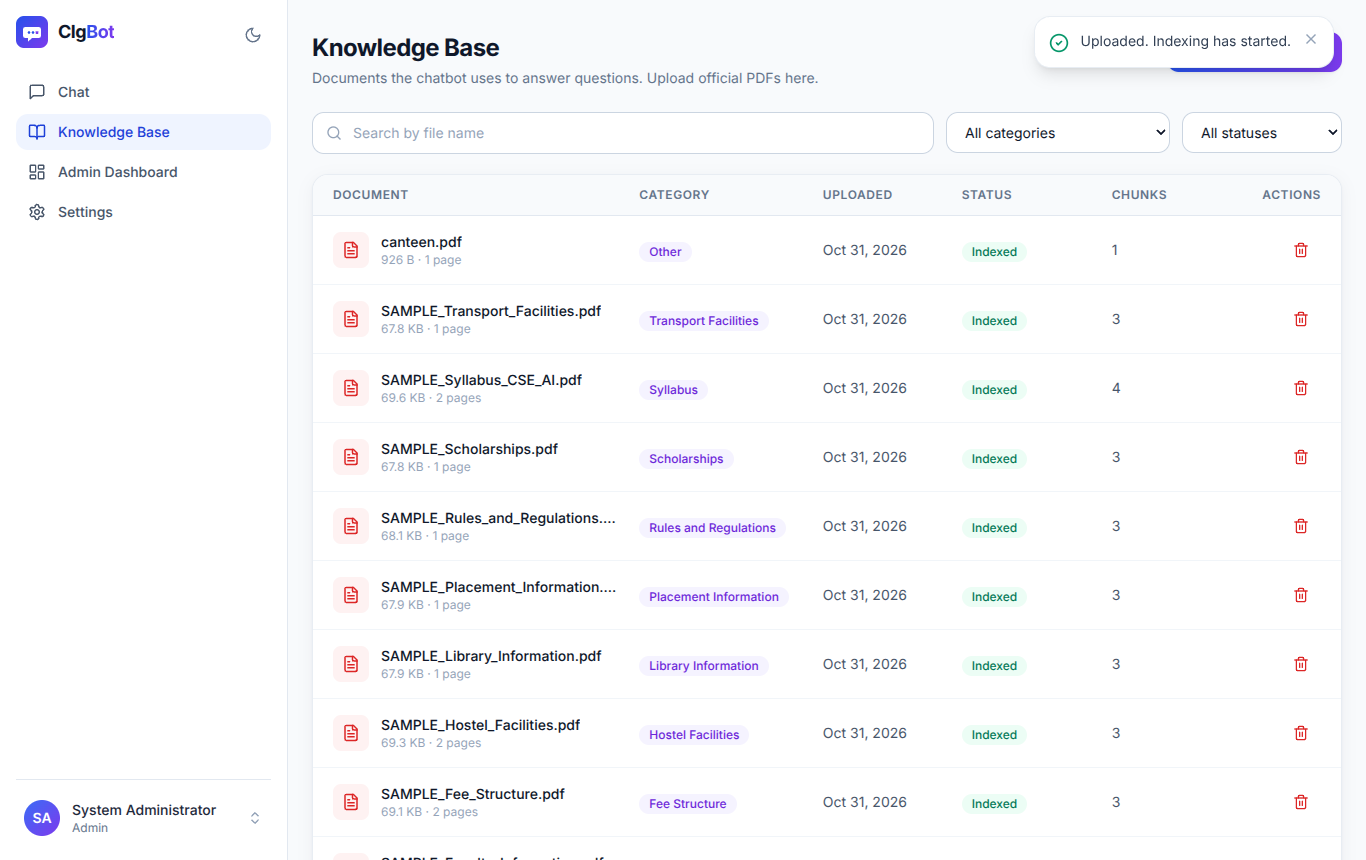 ClgBot
Chat
Knowledge Base
Admin Dashboard
Settings
System Administrator
SA
Admin
Knowledge Base
Documents the chatbot uses to answer questions. Upload official PDFs here.
Uploaded. Indexing has started.
Search by file name
All categories
All statuses
DOCUMENT CATEGORY UPLOADED STATUS CHUNKS ACTIONS
canteen.pdf
926 B · 1 page
Other Oct 31, 2026 Indexed 1
SAMPLE_Transport_Facilities.pdf
67.8 KB · 1 page
Transport Facilities Oct 31, 2026 Indexed 3
SAMPLE_Syllabus_CSE_AI.pdf
69.6 KB · 2 pages
Syllabus Oct 31, 2026 Indexed 4
SAMPLE_Scholarships.pdf
67.8 KB · 1 page
Scholarships Oct 31, 2026 Indexed 3
SAMPLE_Rules_and_Regulations....
68.1 KB · 1 page
Rules and Regulations Oct 31, 2026 Indexed 3
SAMPLE_Placement_Information....
67.9 KB · 1 page
Placement Information Oct 31, 2026 Indexed 3
SAMPLE_Library_Information.pdf
67.9 KB · 1 page
Library Information Oct 31, 2026 Indexed 3
SAMPLE_Hostel_Facilities.pdf
69.3 KB · 2 pages
Hostel Facilities Oct 31, 2026 Indexed 3
SAMPLE_Fee_Structure.pdf
69.1 KB · 2 pages
Fee Structure Oct 31, 2026 Indexed 3